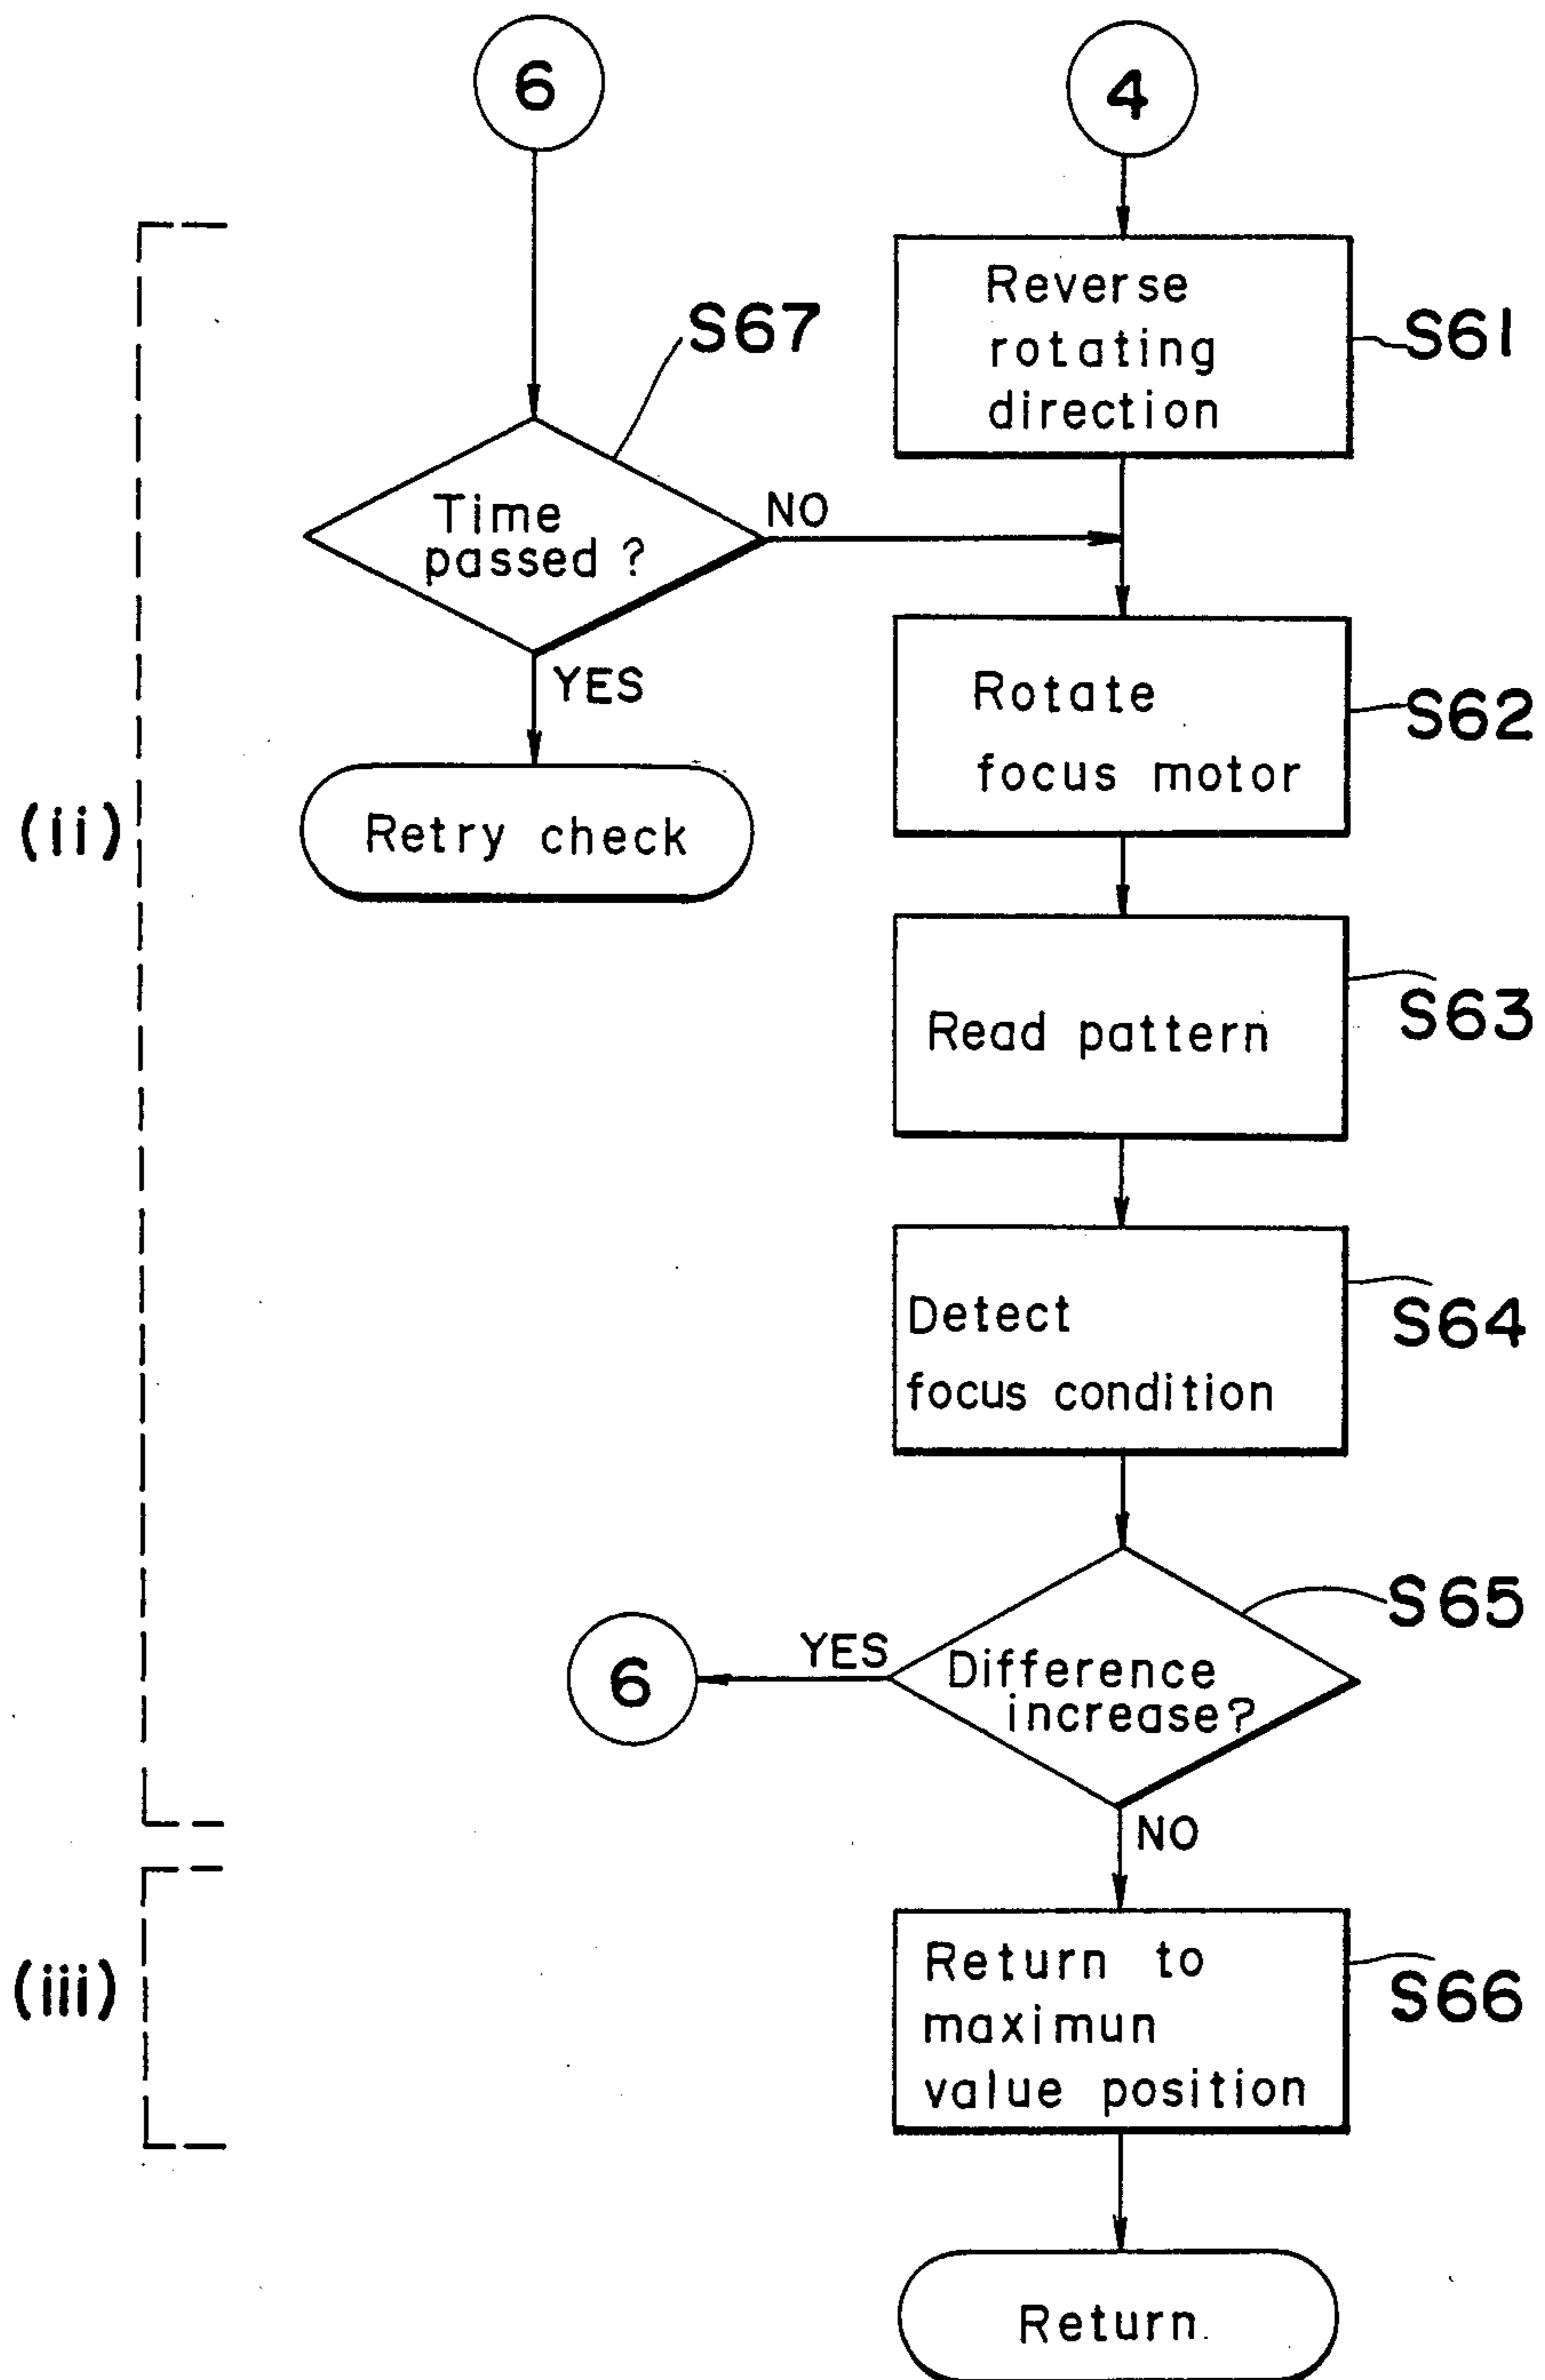 6
4
Reverse
rotating
direction
S61
S67
Time
passed ?
NO
YES
Retry check
(ii)
Rotate
focus motor
S62
Read pattern
S63
Detect
focus condition
S64
Difference
increase?
S65
YES
6
NO
(iii)
Return to
maximun
value position
S66
Return